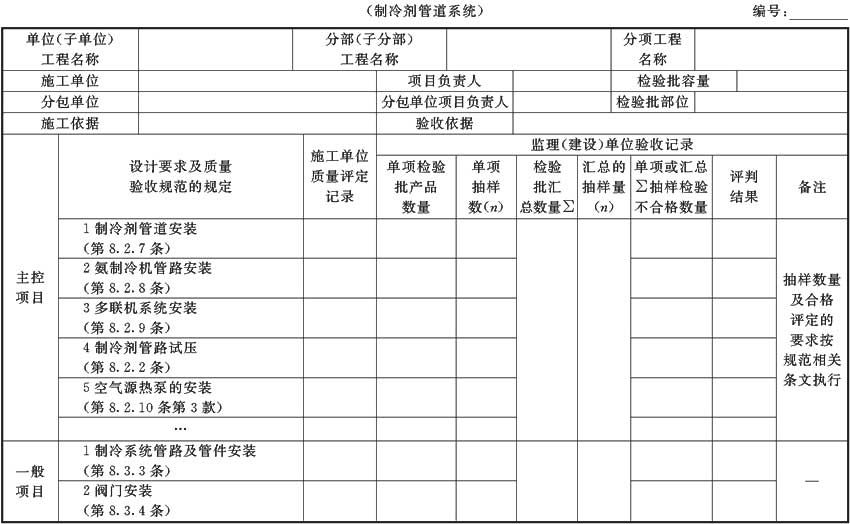 (制冷剂管道系统)
编号:
单位(子单位)
工程名称
分部(子分部)
工程名称
分项工程
名称
施工单位
项目负责人
检验批容量
分包单位
分包单位项目负责人
检验批部位
施工依据
验收依据
设计要求及质量
验收规范的规定
施工单位
质量评定
记录
监理(建设)单位验收记录
单项检验
批产品
数量
单项
抽样
数(n)
检验
批汇
总数量Σ
汇总的
抽样量
(n)
单项或汇总
Σ抽样检验
不合格数量
评判
结果
备注
主控
项目
1 制冷剂管道安装
(第 8.2.7 条)
2 氨制冷机管路安装
(第 8.2.8 条)
3 多联机系统安装
(第 8.2.9 条)
4 制冷剂管路试压
(第 8.2.2 条)
5 空气源热泵的安装
(第 8.2.10 条第 3 款)
…
抽样数量
及合格
评定的
要求按
规范相关
条文执行
一般
项目
1 制冷系统管路及管件安装
(第 8.3.3 条)
2 阀门安装
(第 8.3.4 条)
—